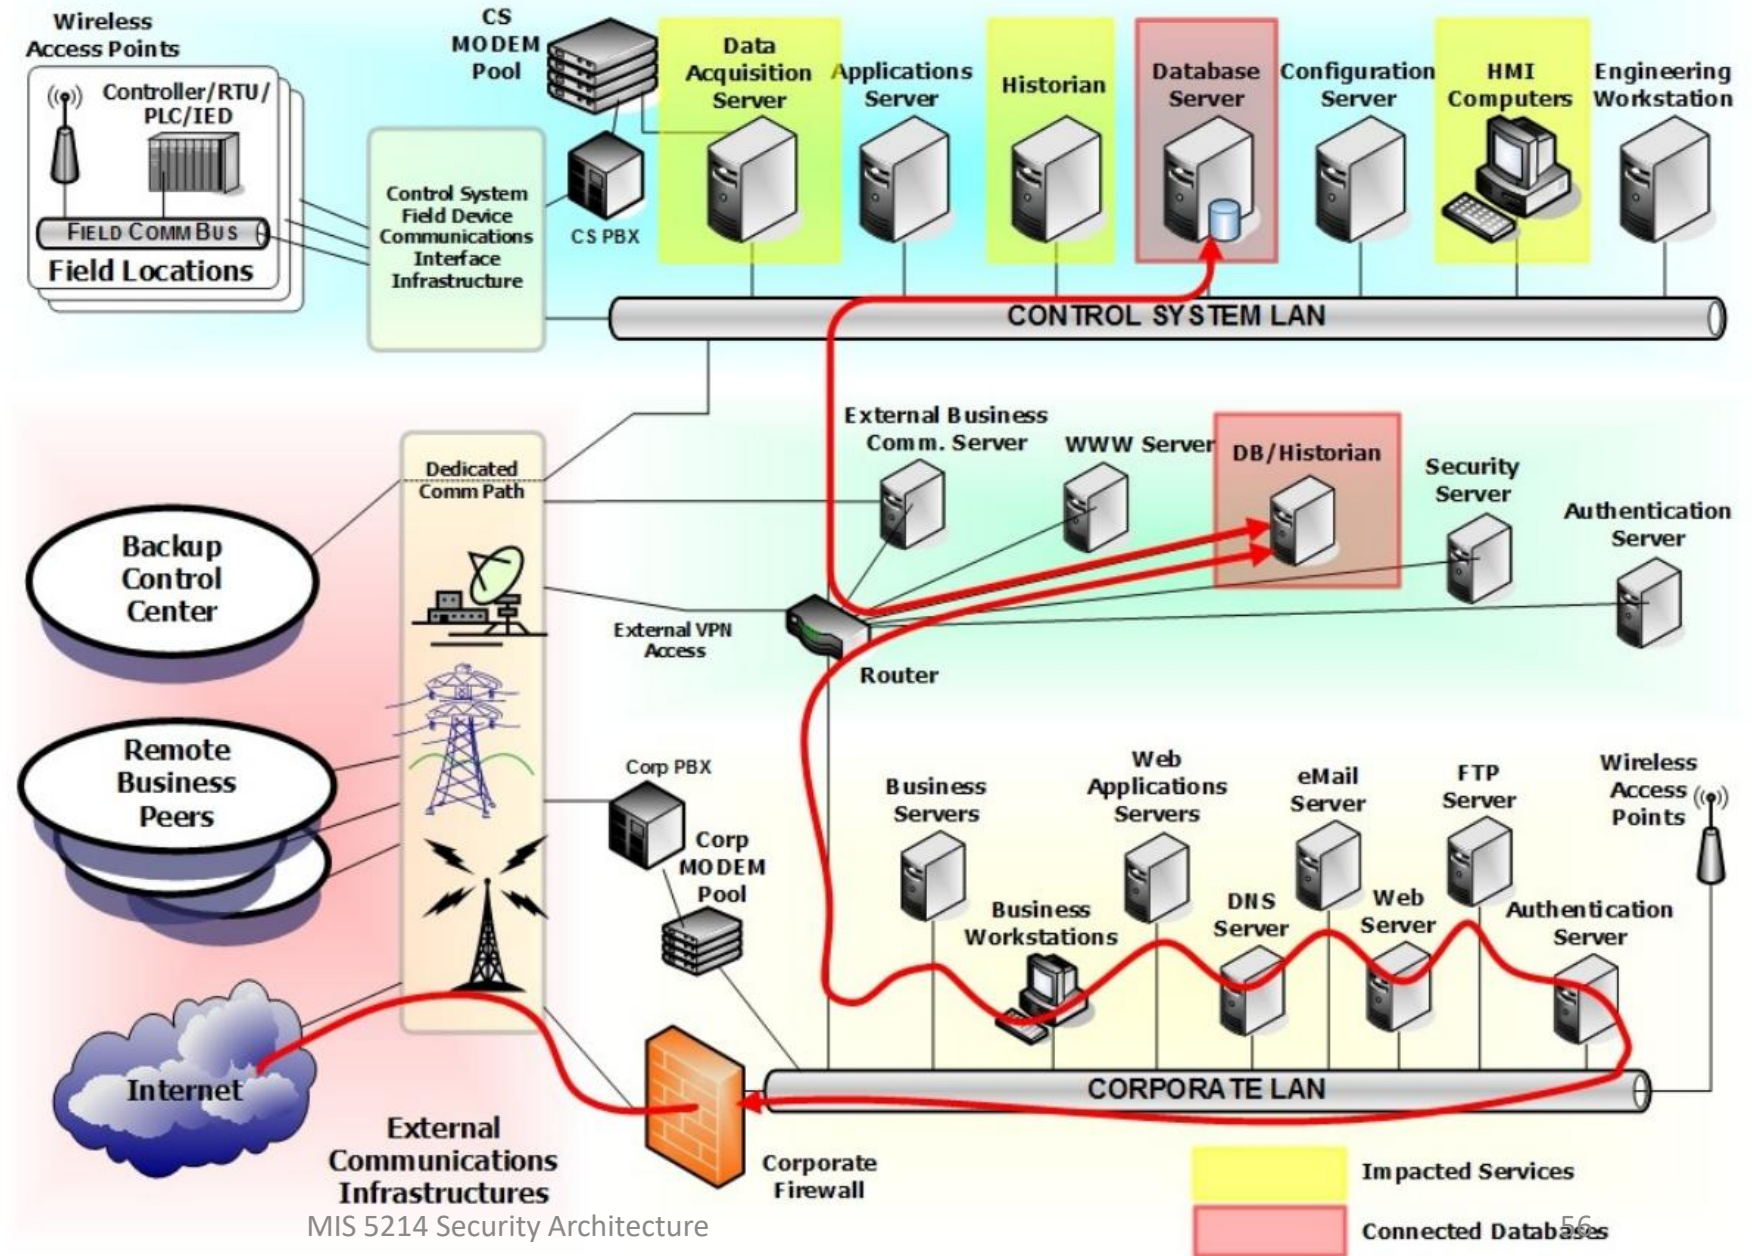 Wireless
Access Points
Controller/RTU/
PLC/IED
FIELD COMM BUS
Field Locations
Control System
Field Device
Communications
Interface
Infrastructure
CS
MODEM
Pool
CS PBX
Data
Acquisition
Server
Applications
Server
Historian
Database
Server
Configuration
Server
HMI
Computers
Engineering
Workstation
CONTROL SYSTEM LAN
Dedicated
Comm Path
External Business
Comm. Server
WWW Server
DB/Historian
Security
Server
Authentication
Server
Backup
Control
Center
External VPN
Access
Router
Remote
Business
Peers
Corp PBX
Corp
MODEM
Pool
Business
Servers
Business
Workstations
Web
Applications
Servers
DNS
Server
eMail
Server
Web
Server
FTP
Server
Authentication
Server
Wireless
Access
Points
Internet
CORPORATE LAN
External
Communications
Infrastructures
Corporate
Firewall
Impacted Services
Connected Databases
MIS 5214 Security Architecture
56